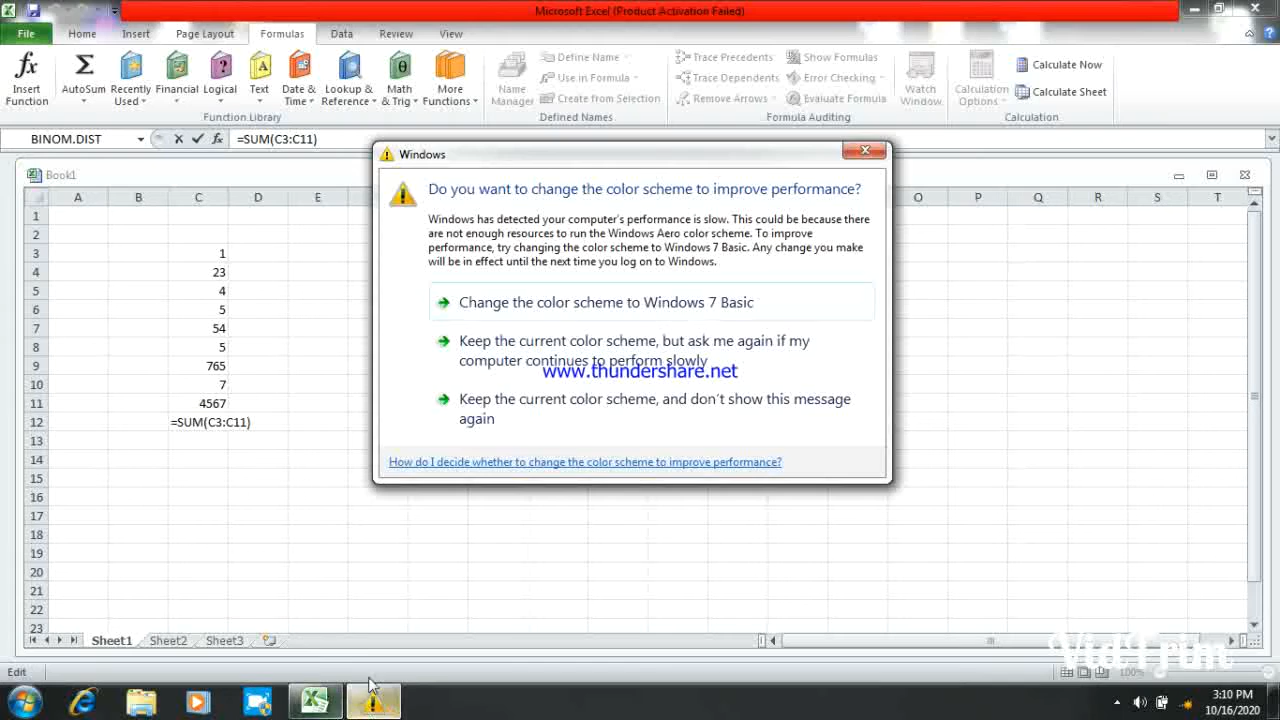 Microsoft Excel (Product Activation Failed)
File Home Insert Page Layout Formulas Data Review View
fx Insert Function
Σ AutoSum
Recently Used
Financial
Logical
Text
Date & Time
Lookup & Reference
Math & Trig
More Functions
Function Library
Name Manager
Define Name
Use in Formula
Create from Selection
Defined Names
Trace Precedents
Trace Dependents
Remove Arrows
Show Formulas
Error Checking
Evaluate Formula
Watch Window
Formula Auditing
Calculation Options
Calculate Now
Calculate Sheet
Calculation
BINOM.DIST fx =SUM(C3:C11)
Book1
A B C D E O P Q R S T
1
2
3 1
4 23
5 4
6 5
7 54
8 5
9 765
10 7
11 4567
12 =SUM(C3:C11)
13
14
15
16
17
18
19
20
21
22
23
Windows
Do you want to change the color scheme to improve performance?
Windows has detected your computer's performance is slow. This could be because there
are not enough resources to run the Windows Aero color scheme. To improve
performance, try changing the color scheme to Windows 7 Basic. Any change you make
will be in effect until the next time you log on to Windows.
Change the color scheme to Windows 7 Basic
Keep the current color scheme, but ask me again if my
computer continues to perform slowly
www.thundershare.net
Keep the current color scheme, and don't show this message
again
How do I decide whether to change the color scheme to improve performance?
Sheet1 Sheet2 Sheet3
VidTrim
Edit 100%
3:10 PM
10/16/2020